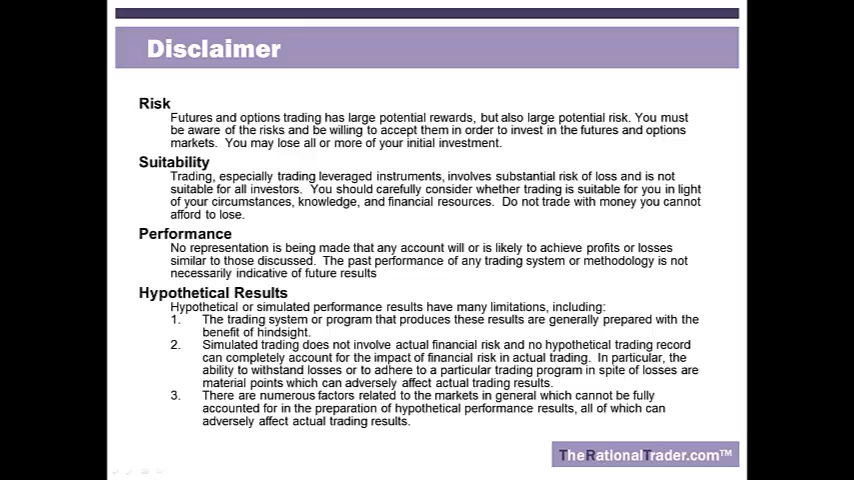 Disclaimer
Risk
Futures and options trading has large potential rewards, but also large potential risk. You must
be aware of the risks and be willing to accept them in order to invest in the futures and options
markets. You may lose all or more of your initial investment.
Suitability
Trading, especially trading leveraged instruments, involves substantial risk of loss and is not
suitable for all investors. You should carefully consider whether trading is suitable for you in light
of your circumstances, knowledge, and financial resources. Do not trade with money you cannot
afford to lose.
Performance
No representation is being made that any account will or is likely to achieve profits or losses
similar to those discussed. The past performance of any trading system or methodology is not
necessarily indicative of future results
Hypothetical Results
Hypothetical or simulated performance results have many limitations, including:
1. The trading system or program that produces these results are generally prepared with the
benefit of hindsight.
2. Simulated trading does not involve actual financial risk and no hypothetical trading record
can completely account for the impact of financial risk in actual trading. In particular, the
ability to withstand losses or to adhere to a particular trading program in spite of losses are
material points which can adversely affect actual trading results.
3. There are numerous factors related to the markets in general which cannot be fully
accounted for in the preparation of hypothetical performance results, all of which can
adversely affect actual trading results.
TheRationalTrader.com™